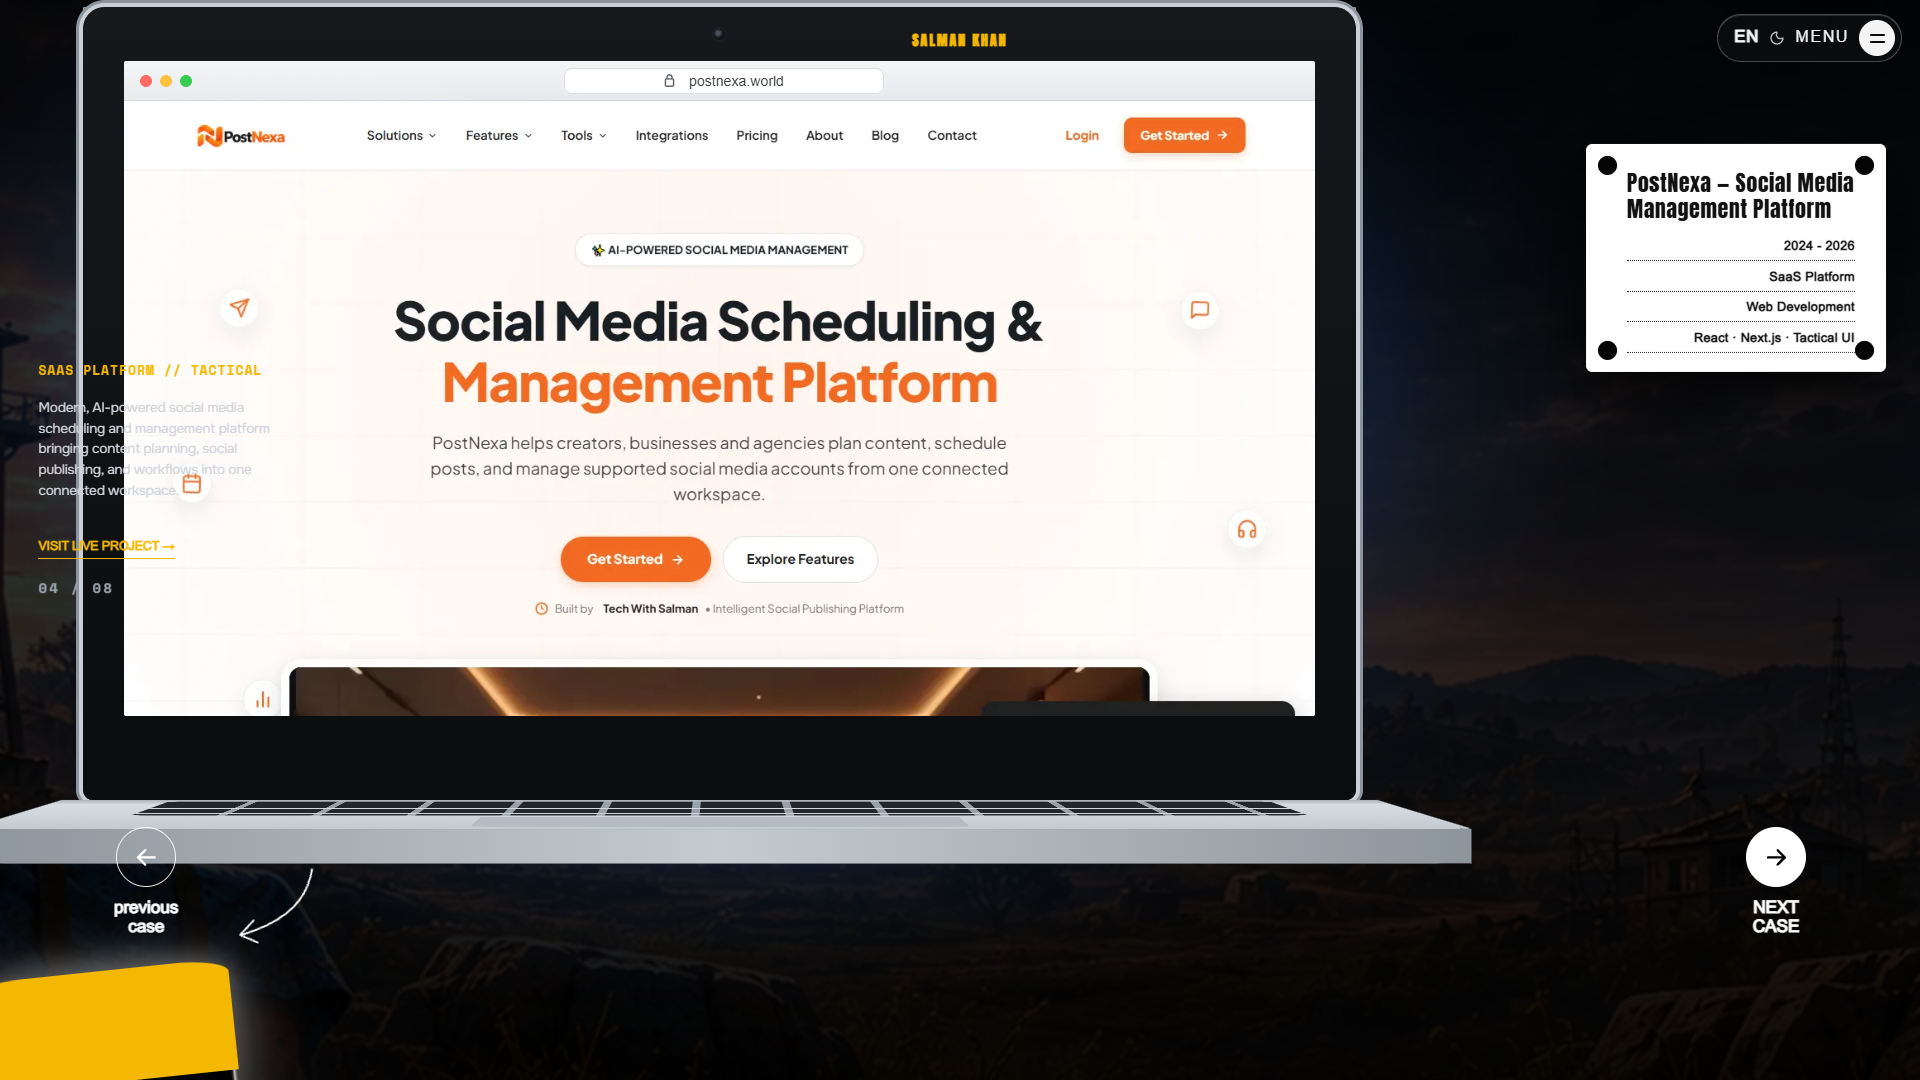 SALMAN KHAN
EN MENU
postnexa.world
PostNexa
Solutions Features Tools Integrations Pricing About Blog Contact
Login
Get Started →
AI-POWERED SOCIAL MEDIA MANAGEMENT
Social Media Scheduling &
Management Platform
PostNexa helps creators, businesses and agencies plan content, schedule
posts, and manage supported social media accounts from one connected
workspace.
Get Started →
Explore Features
Built by Tech With Salman • Intelligent Social Publishing Platform
SAAS PLATFORM // TACTICAL
Modern, AI-powered social media
scheduling and management platform
bringing content planning, social
publishing, and workflows into one
connected workspace.
VISIT LIVE PROJECT →
04 / 08
PostNexa – Social Media
Management Platform
2024 - 2026
SaaS Platform
Web Development
React · Next.js · Tactical UI
previous
case
NEXT
CASE